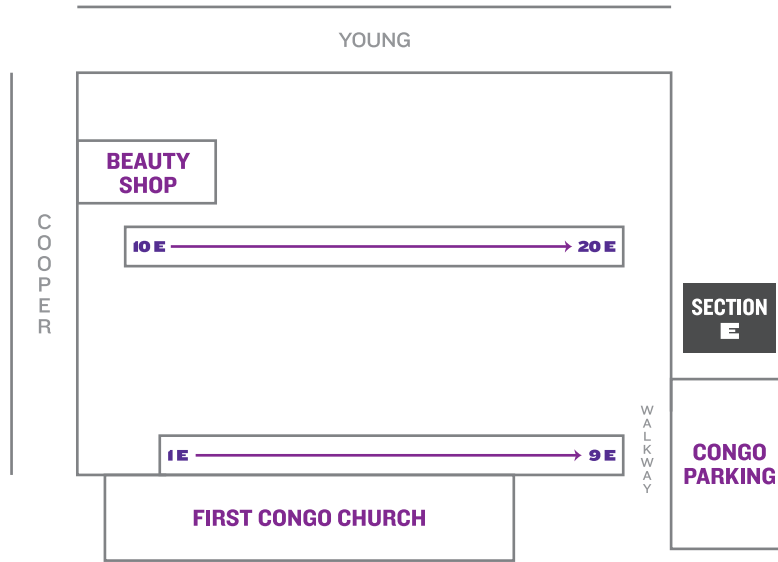 YOUNG
BEAUTY
SHOP
COOPER
10 E
20 E
SECTION
E
WALKWAY
1 E
9 E
CONGO
PARKING
FIRST CONGO CHURCH